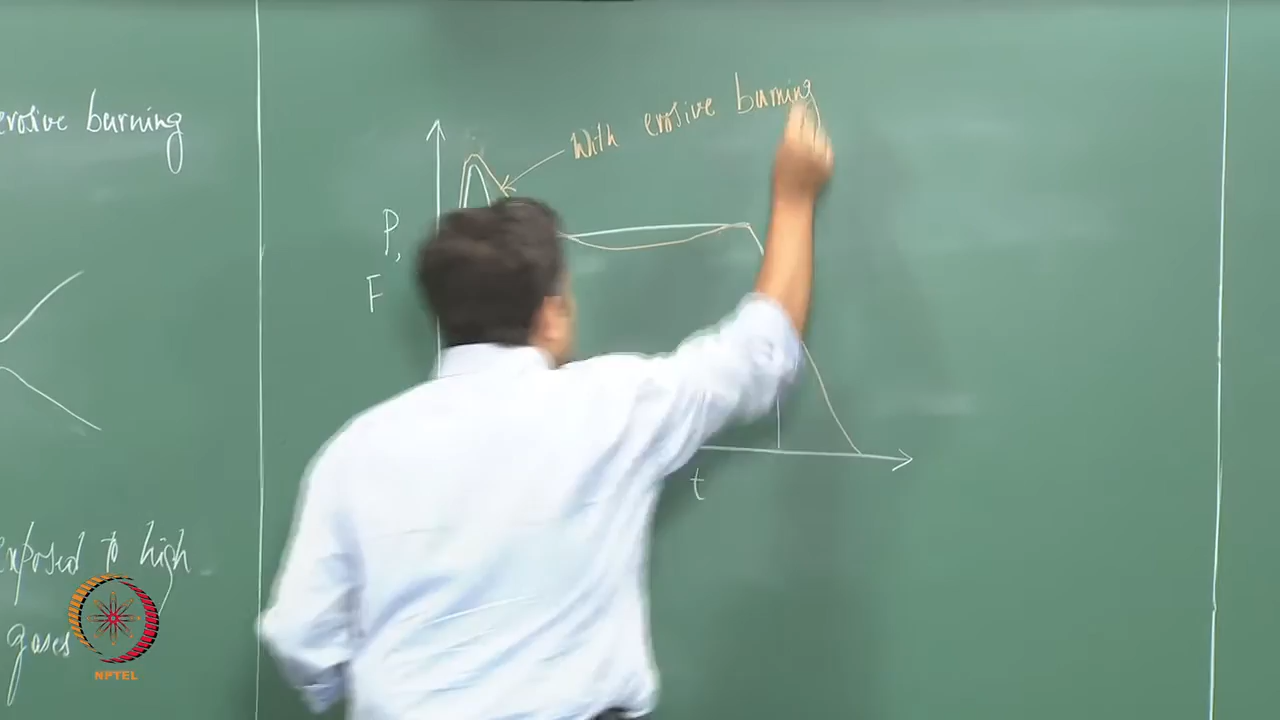 erosive burning
exposed to high
gases
With erosive burning
P,
F
t
NPTEL